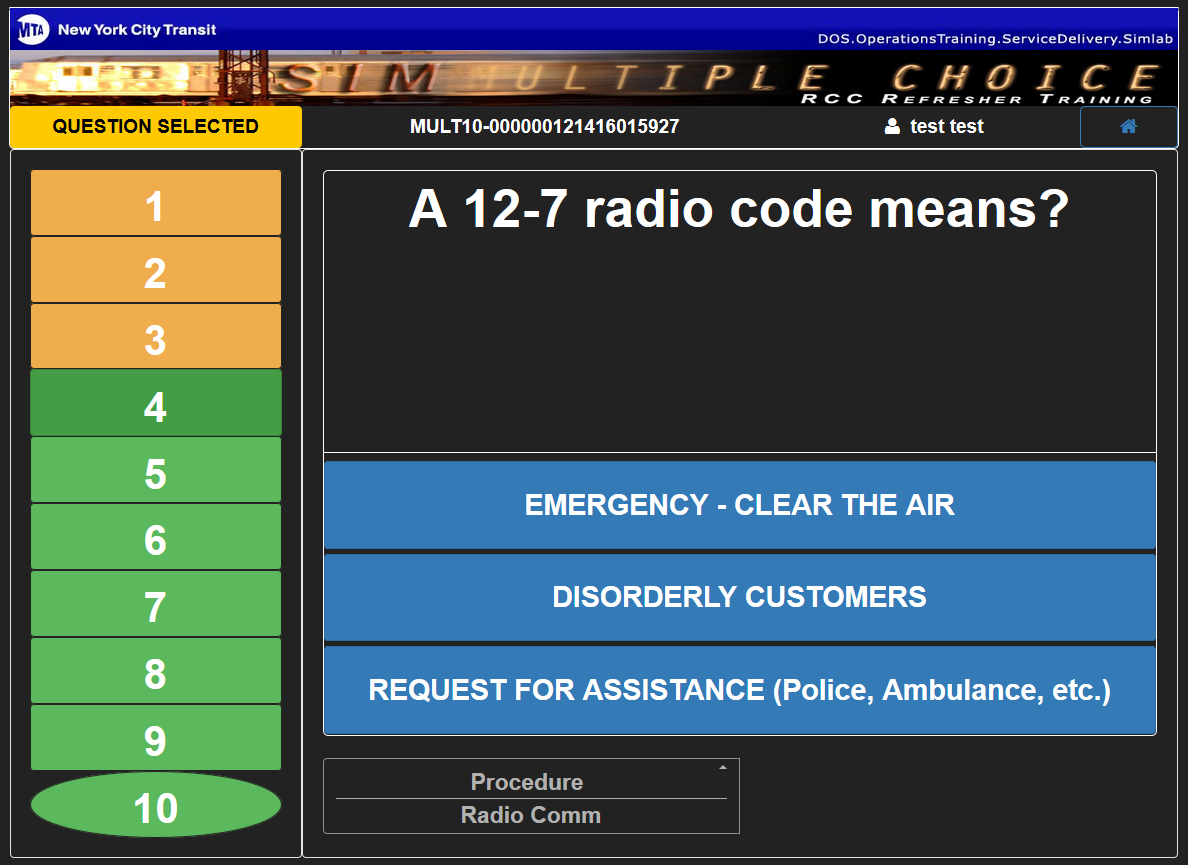 MTA New York City Transit
DOS.OperationsTraining.ServiceDelivery.Simlab
SIM MULTIPLE CHOICE
RCC REFRESHER TRAINING
QUESTION SELECTED
MULT10-000000121416015927
test test
1
2
3
4
5
6
7
8
9
10
A 12-7 radio code means?
EMERGENCY - CLEAR THE AIR
DISORDERLY CUSTOMERS
REQUEST FOR ASSISTANCE (Police, Ambulance, etc.)
Procedure
Radio Comm